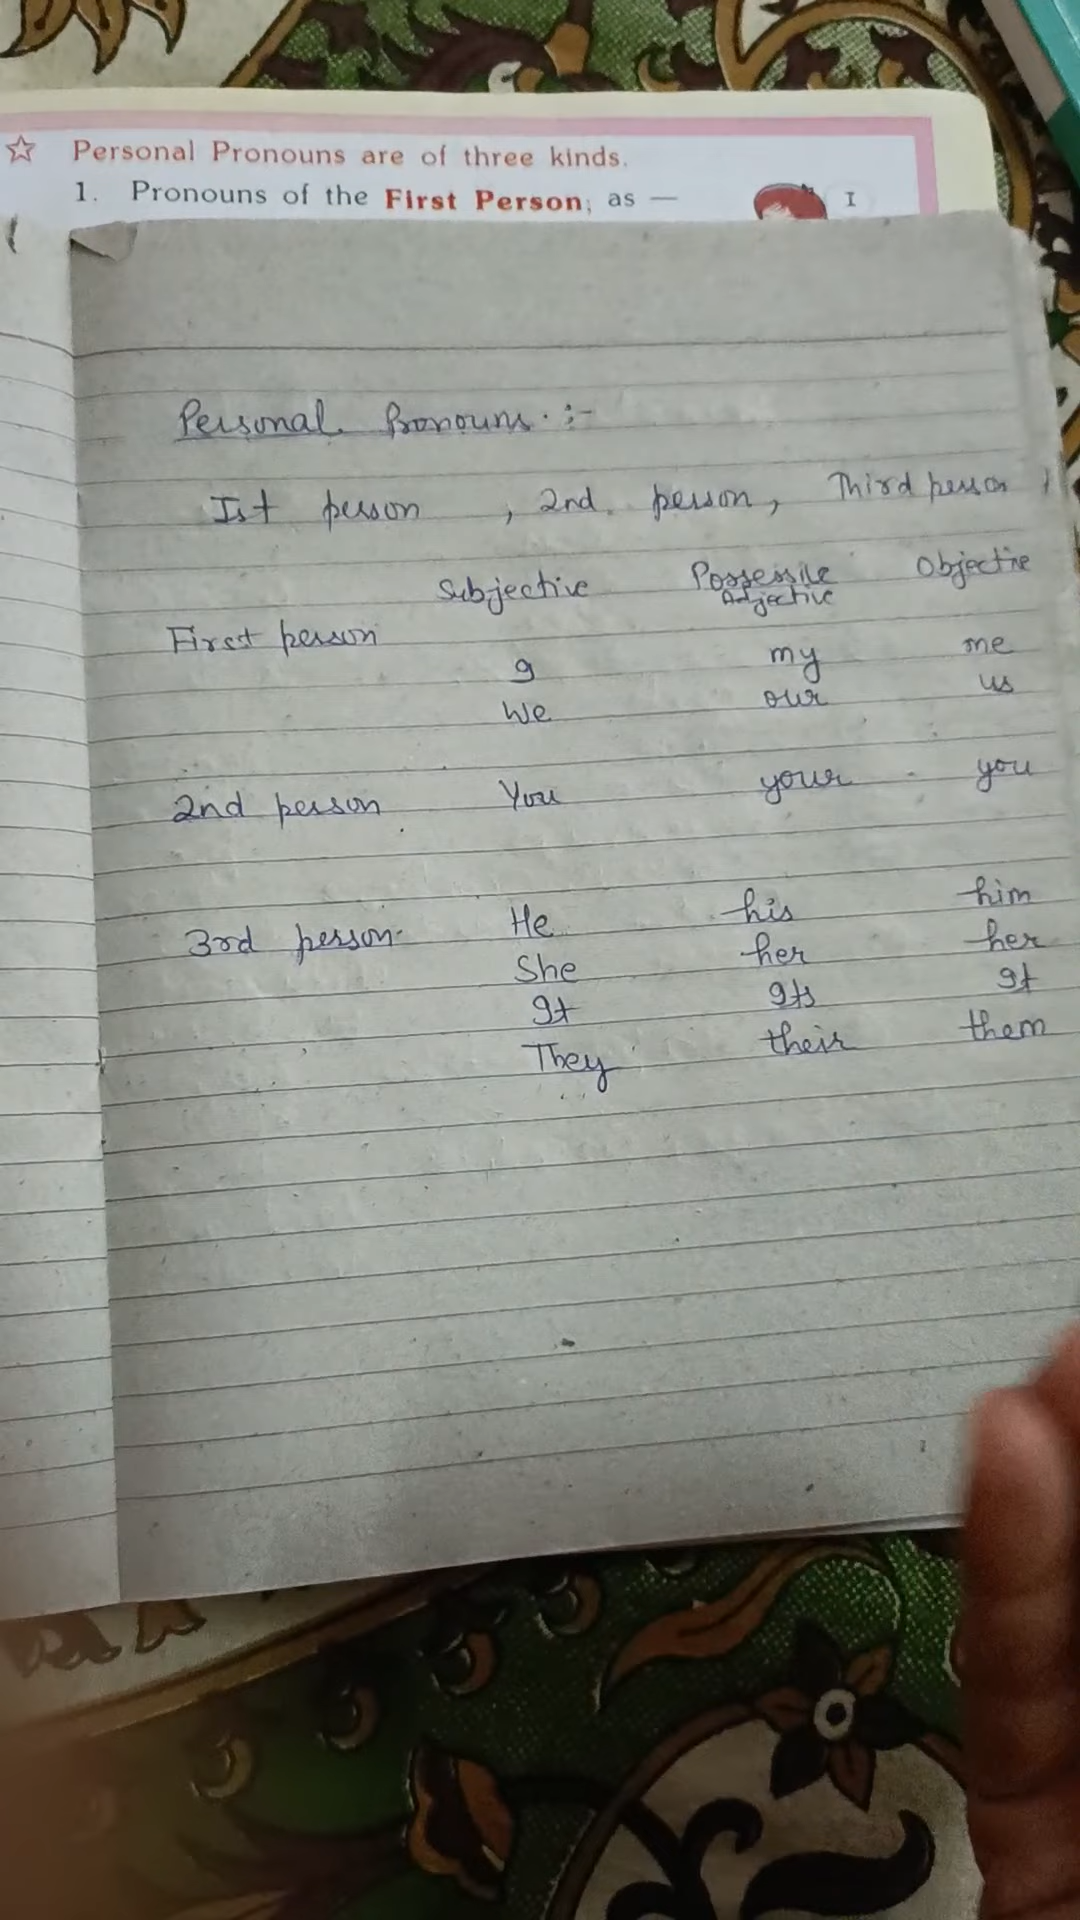 ☆ Personal Pronouns are of three kinds.
1. Pronouns of the First Person; as —
I
Personal Pronouns :-
Ist person , 2nd person, Third person
Subjective Possessive Adjective Objective
First person
I my me
We our us
2nd person You your you
3rd person He his him
She her her
It Its It
They their them